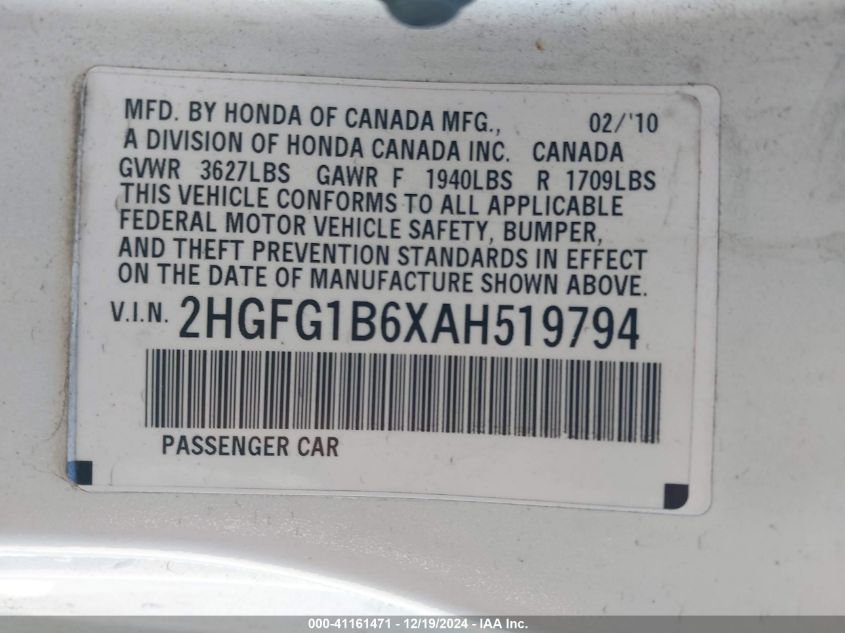 MFD. BY HONDA OF CANADA MFG., 02/'10
A DIVISION OF HONDA CANADA INC. CANADA
GVWR 3627LBS GAWR F 1940LBS R 1709LBS
THIS VEHICLE CONFORMS TO ALL APPLICABLE
FEDERAL MOTOR VEHICLE SAFETY, BUMPER,
AND THEFT PREVENTION STANDARDS IN EFFECT
ON THE DATE OF MANUFACTURE SHOWN ABOVE.
V.I.N. 2HGFG1B6XAH519794
PASSENGER CAR
000-41161471 - 12/19/2024 - IAA Inc.